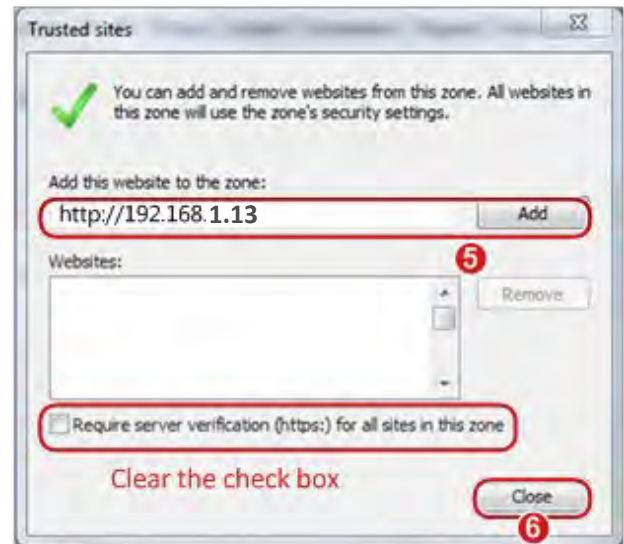 Trusted sites
You can add and remove websites from this zone. All websites in
this zone will use the zone's security settings.
Add this website to the zone:
http://192.168.1.13
Add
5
Websites:
Remove
Require server verification (https:) for all sites in this zone
Clear the check box
Close
6